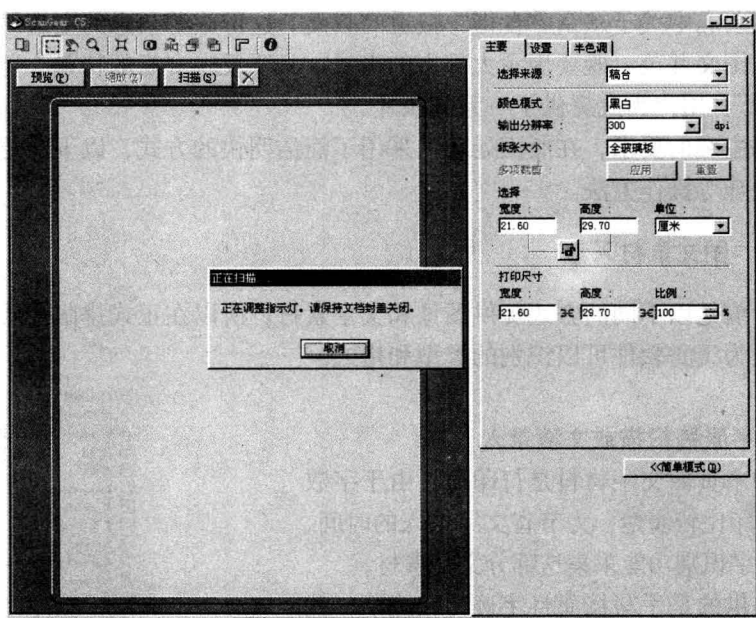 ScanGear CS
预览(P) 缩放(Z) 扫描(S)
主要 设置 半色调
选择来源： 稿台
颜色模式： 黑白
输出分辨率： 300 dpi
纸张大小： 全玻璃板
多项裁剪 应用 重置
选择
宽度： 高度： 单位：
21.60 29.70 厘米
打印尺寸
宽度： 高度： 比例：
21.60 29.70 100 %
<<简单模式(Q)
正在扫描
正在调整指示灯。请保持文档封盖关闭。
取消